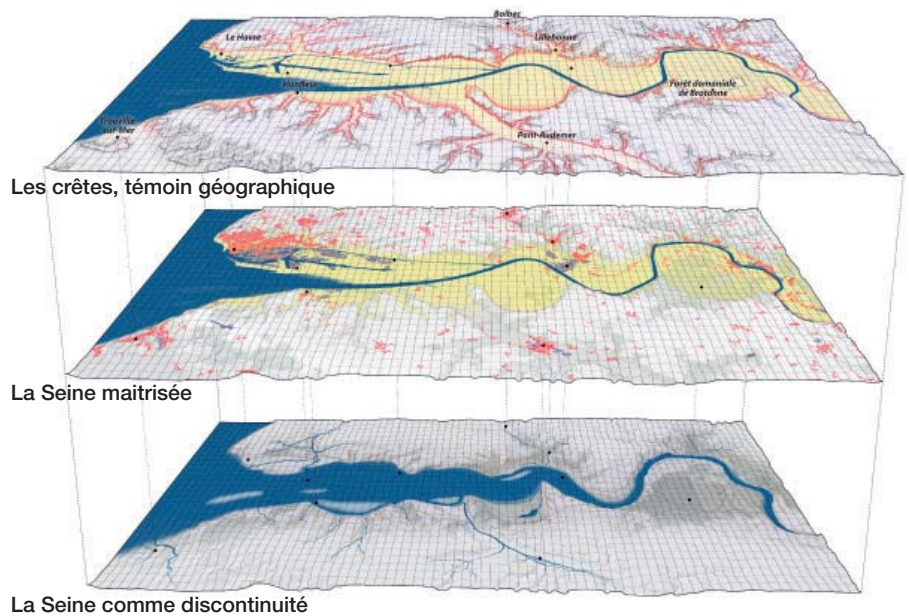 Bolbec
Le Havre
Lillebonne
Honfleur
Forêt domaniale
de Brotonne
Trouville
sur-Mer
Pont-Audemer
Les crêtes, témoin géographique
La Seine maitrisée
La Seine comme discontinuité